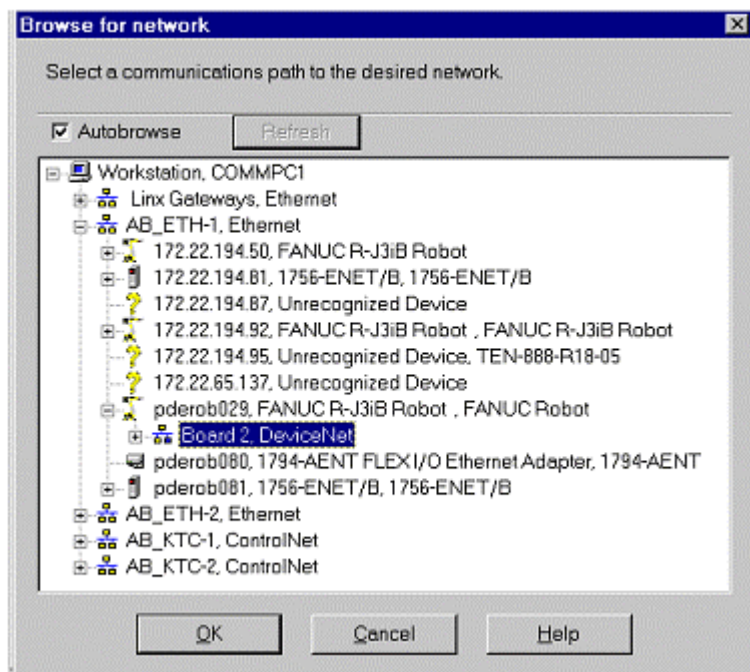 Browse for network
Select a communications path to the desired network.
Autobrowse
Refresh
Workstation, COMMPC1
Linx Gateways, Ethernet
AB_ETH-1, Ethernet
172.22.194.50, FANUC R-J3iB Robot
172.22.194.81, 1756-ENET/B, 1756-ENET/B
172.22.194.87, Unrecognized Device
172.22.194.92, FANUC R-J3iB Robot , FANUC R-J3iB Robot
172.22.194.95, Unrecognized Device, TEN-888-R18-05
172.22.65.137, Unrecognized Device
pderob029, FANUC R-J3iB Robot , FANUC Robot
Board 2, DeviceNet
pderob080, 1794-AENT FLEX I/O Ethernet Adapter, 1794-AENT
pderob081, 1756-ENET/B, 1756-ENET/B
AB_ETH-2, Ethernet
AB_KTC-1, ControlNet
AB_KTC-2, ControlNet
OK
Cancel
Help